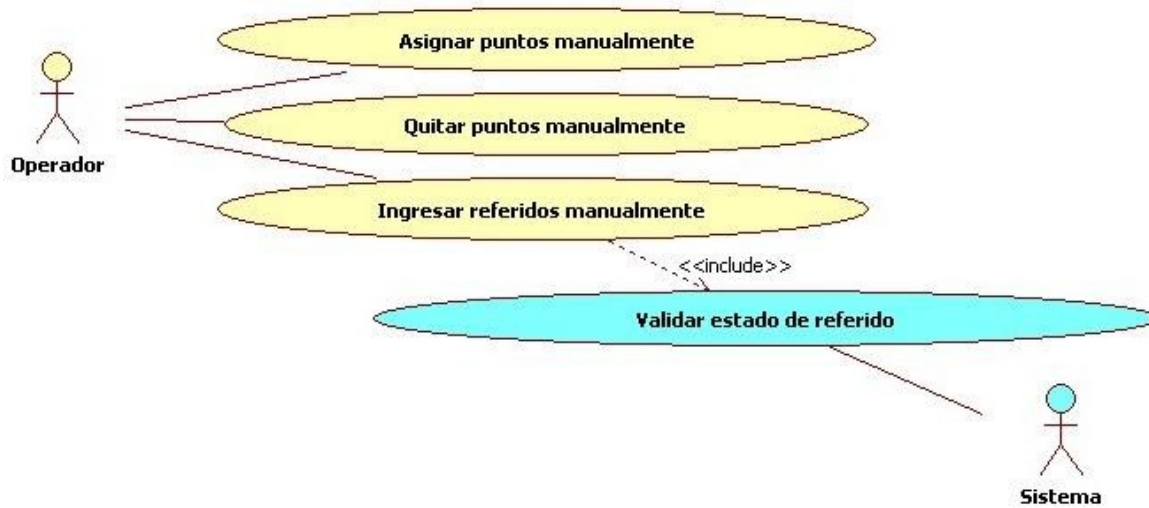 Asignar puntos manualmente
Quitar puntos manualmente
Operador
Ingresar referidos manualmente
<<include>>
Validar estado de referido
Sistema